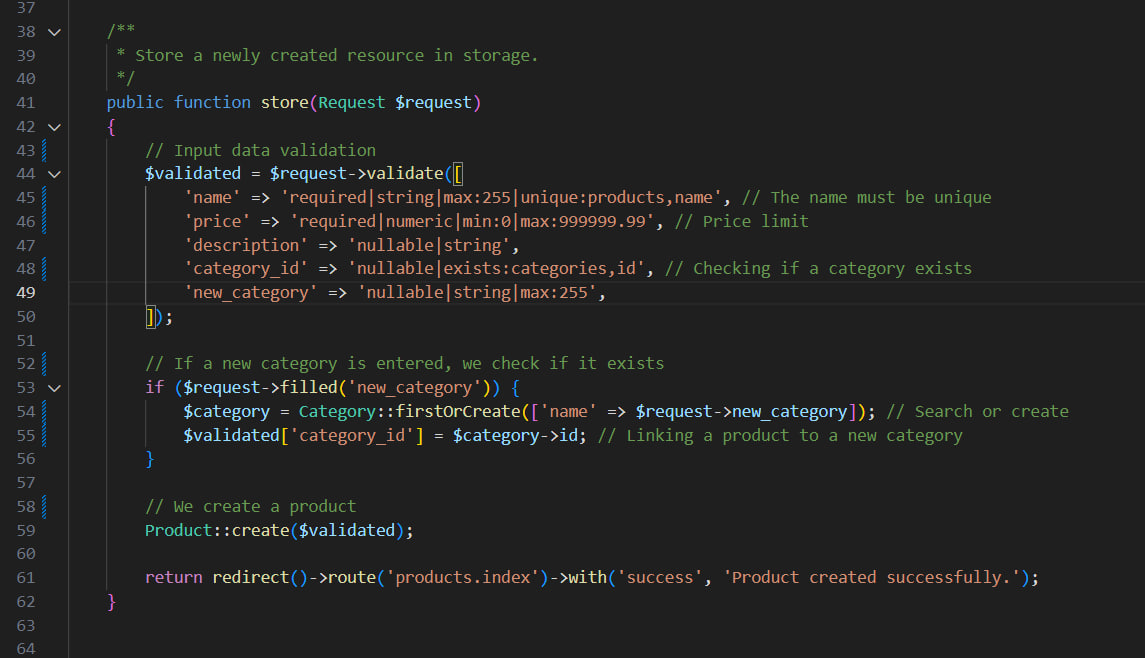 37
38 /**
39  * Store a newly created resource in storage.
40  */
41 public function store(Request $request)
42 {
43     // Input data validation
44     $validated = $request->validate([
45         'name' => 'required|string|max:255|unique:products,name', // The name must be unique
46         'price' => 'required|numeric|min:0|max:999999.99', // Price limit
47         'description' => 'nullable|string',
48         'category_id' => 'nullable|exists:categories,id', // Checking if a category exists
49         'new_category' => 'nullable|string|max:255',
50     ]);
51
52     // If a new category is entered, we check if it exists
53     if ($request->filled('new_category')) {
54         $category = Category::firstOrCreate(['name' => $request->new_category]); // Search or create
55         $validated['category_id'] = $category->id; // Linking a product to a new category
56     }
57
58     // We create a product
59     Product::create($validated);
60
61     return redirect()->route('products.index')->with('success', 'Product created successfully.');
62 }
63
64